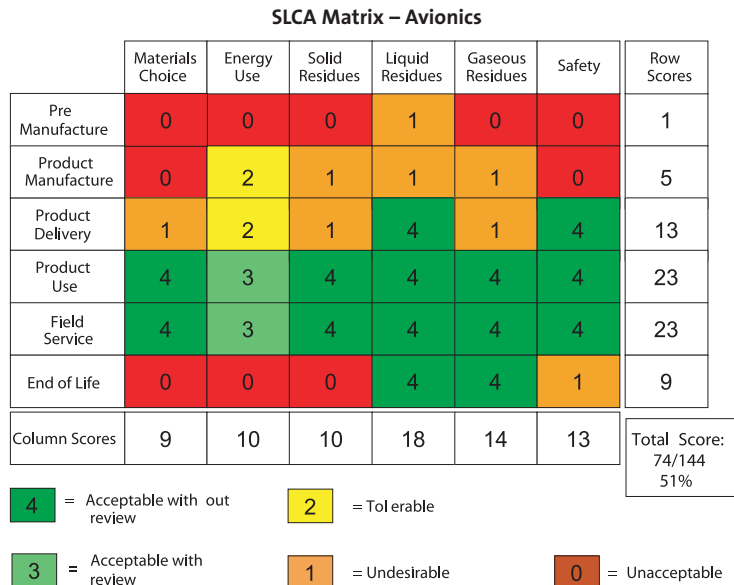 SLCA Matrix – Avionics
Materials Choice Energy Use Solid Residues Liquid Residues Gaseous Residues Safety Row Scores
Pre Manufacture 0 0 0 1 0 0 1
Product Manufacture 0 2 1 1 1 0 5
Product Delivery 1 2 1 4 1 4 13
Product Use 4 3 4 4 4 4 23
Field Service 4 3 4 4 4 4 23
End of Life 0 0 0 4 4 1 9
Column Scores 9 10 10 18 14 13
Total Score:
74/144
51%
4 = Acceptable with out
review
2 = Tol erable
3 = Acceptable with
review
1 = Undesirable
0 = Unacceptable